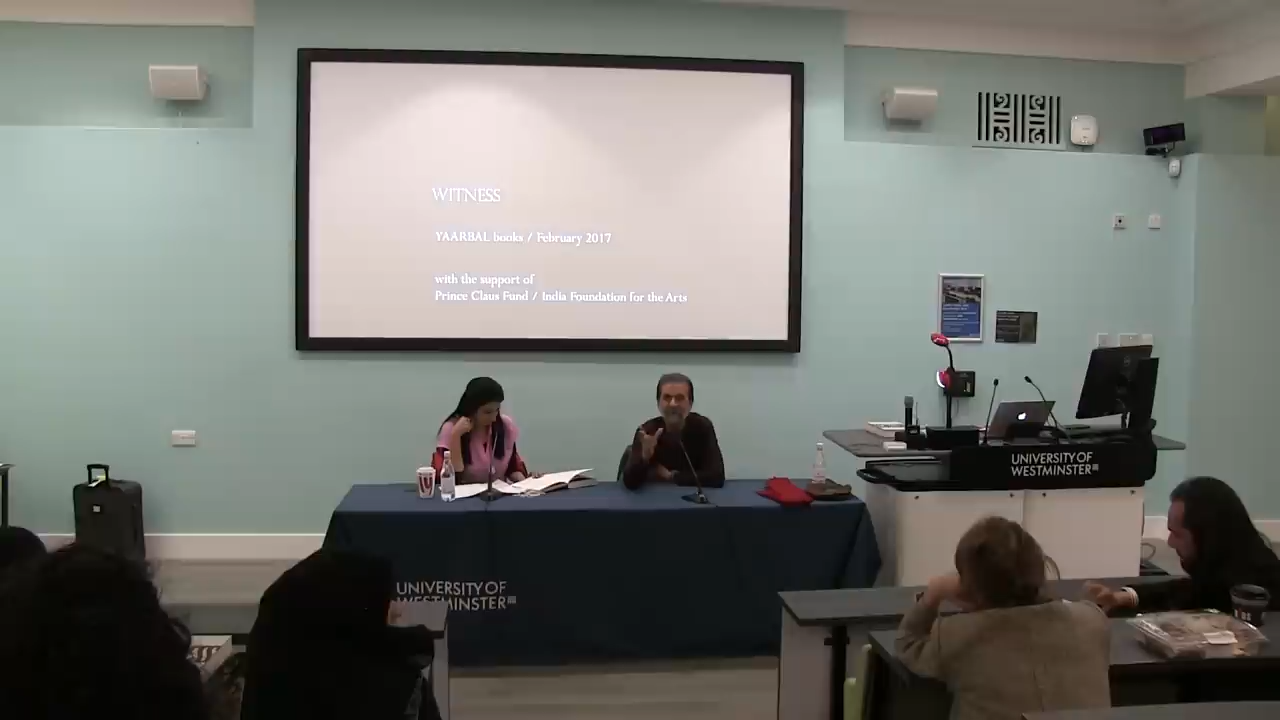 WITNESS
YAARBAL books / February 2017
with the support of
Prince Claus Fund / India Foundation for the Arts
UNIVERSITY OF
WESTMINSTER
UNIVERSITY OF
WESTMINSTER